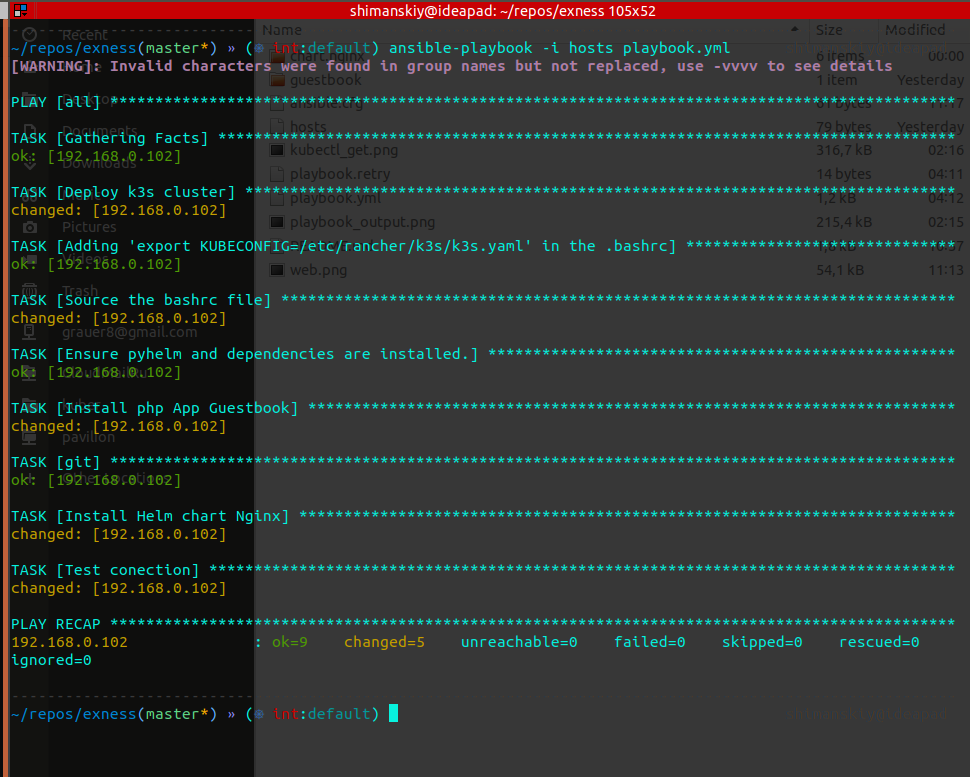 shimanskiy@ideapad: ~/repos/exness 105x52
~/repos/exness(master*) » (⎈ int:default) ansible-playbook -i hosts playbook.yml
[WARNING]: Invalid characters were found in group names but not replaced, use -vvvv to see details
PLAY [all] **********************************************************************************************
TASK [Gathering Facts] **********************************************************************************
ok: [192.168.0.102]
TASK [Deploy k3s cluster] *******************************************************************************
changed: [192.168.0.102]
TASK [Adding 'export KUBECONFIG=/etc/rancher/k3s/k3s.yaml' in the .bashrc] ******************************
ok: [192.168.0.102]
TASK [Source the bashrc file] ***************************************************************************
changed: [192.168.0.102]
TASK [Ensure pyhelm and dependencies are installed.] ****************************************************
ok: [192.168.0.102]
TASK [Install php App Guestbook] ************************************************************************
changed: [192.168.0.102]
TASK [git] **********************************************************************************************
ok: [192.168.0.102]
TASK [Install Helm chart Nginx] *************************************************************************
changed: [192.168.0.102]
TASK [Test conection] ***********************************************************************************
changed: [192.168.0.102]
PLAY RECAP **********************************************************************************************
192.168.0.102 : ok=9 changed=5 unreachable=0 failed=0 skipped=0 rescued=0
ignored=0
~/repos/exness(master*) » (⎈ int:default)
Recent
Documents
Downloads
Pictures
Videos
Trash
grauer8@gmail.com
pavilion
Name Size Modified
chart.nginx 6 items 00:00
guestbook 1 item Yesterday
ansible.cfg 61 bytes 11:17
hosts 79 bytes Yesterday
kubectl_get.png 316,7 kB 02:16
playbook.retry 14 bytes 04:11
playbook.yml 1,2 kB 04:12
playbook_output.png 215,4 kB 02:15
web.png 54,1 kB 11:13